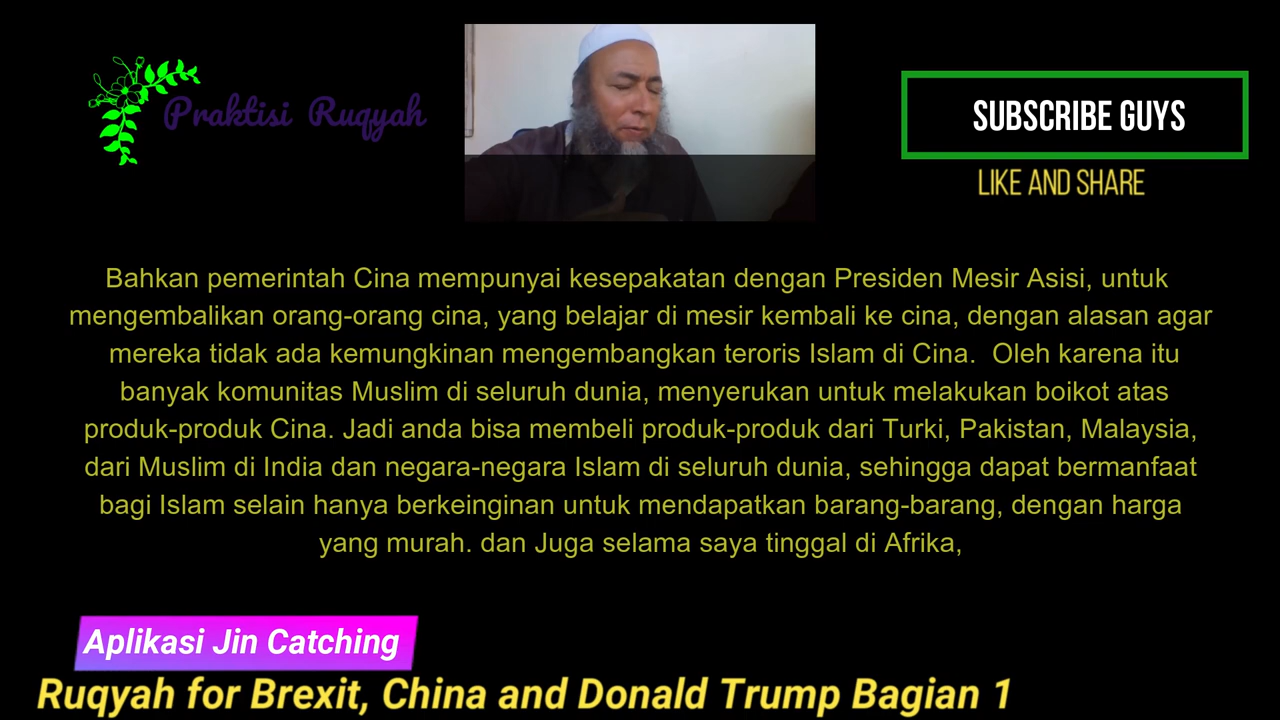 Praktisi Ruqyah
SUBSCRIBE GUYS
LIKE AND SHARE
Bahkan pemerintah Cina mempunyai kesepakatan dengan Presiden Mesir Asisi, untuk
mengembalikan orang-orang cina, yang belajar di mesir kembali ke cina, dengan alasan agar
mereka tidak ada kemungkinan mengembangkan teroris Islam di Cina.  Oleh karena itu
banyak komunitas Muslim di seluruh dunia, menyerukan untuk melakukan boikot atas
produk-produk Cina. Jadi anda bisa membeli produk-produk dari Turki, Pakistan, Malaysia,
dari Muslim di India dan negara-negara Islam di seluruh dunia, sehingga dapat bermanfaat
bagi Islam selain hanya berkeinginan untuk mendapatkan barang-barang, dengan harga
yang murah. dan Juga selama saya tinggal di Afrika,
Aplikasi Jin Catching
Ruqyah for Brexit, China and Donald Trump Bagian 1